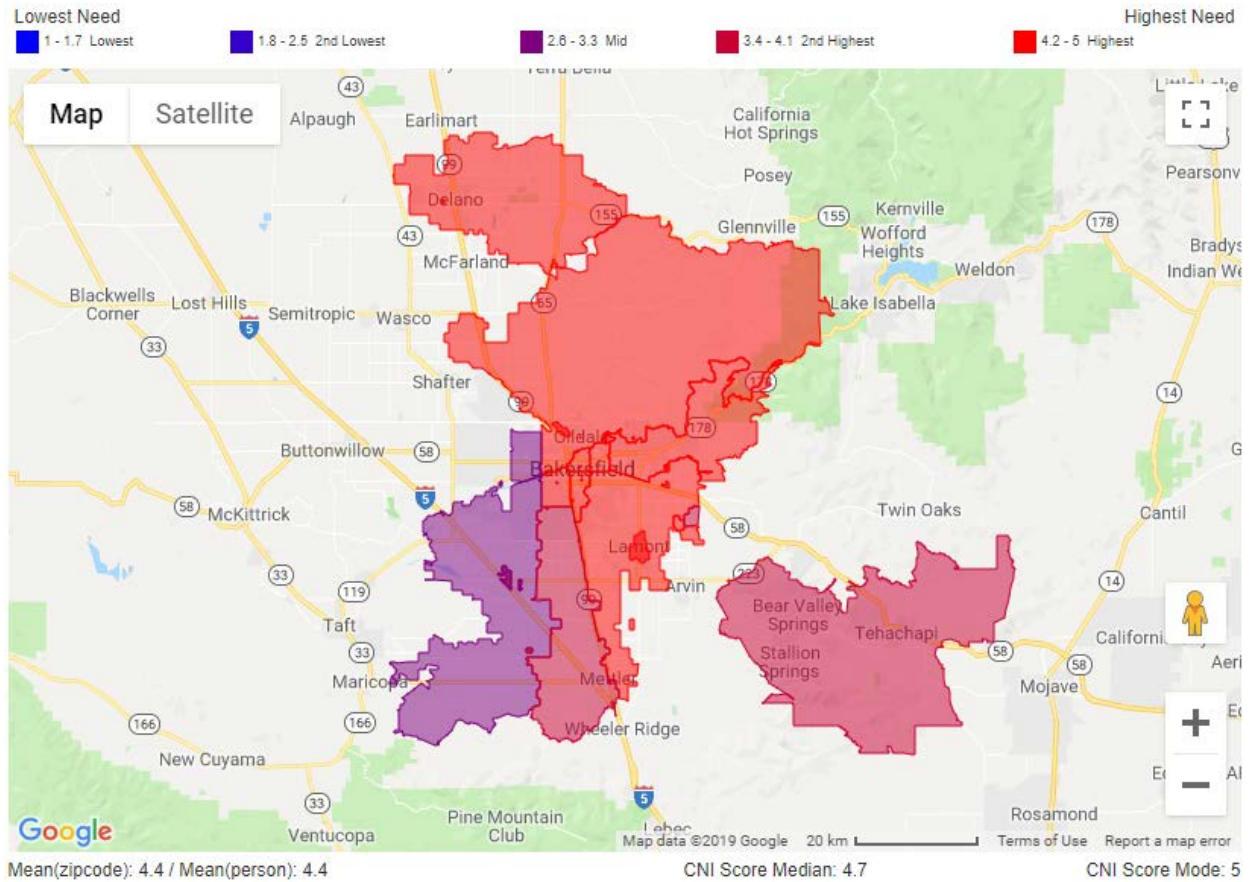 Lowest Need
Highest Need
1 - 1.7 Lowest
1.8 - 2.5 2nd Lowest
2.6 - 3.3 Mid
3.4 - 4.1 2nd Highest
4.2 - 5 Highest
Map
Satellite
43
Alpaugh
Earlimart
Terra Bella
California
Hot Springs
Little Lake
Pearsonv
99
Delano
Posey
155
Glennville
155
Kernville
Wofford
Heights
178
43
McFarland
Weldon
Bradys
Indian We
Blackwells
Corner
Lost Hills
Semitropic
Wasco
65
Lake Isabella
5
33
Shafter
99
178
14
Buttonwillow
58
Oildale
178
Bakersfield
5
58
McKittrick
58
Twin Oaks
Cantil
Lamont
33
119
99
Arvin
223
14
Taft
Bear Valley
Springs
Tehachapi
California
33
Stallion
Springs
58
58
Maricopa
Mettler
Mojave
166
166
Wheeler Ridge
New Cuyama
33
Pine Mountain
Club
5
Rosamond
Ventucopa
Lebec
+
−
Google
Map data ©2019 Google
20 km
Terms of Use
Report a map error
Mean(zipcode): 4.4 / Mean(person): 4.4
CNI Score Median: 4.7
CNI Score Mode: 5